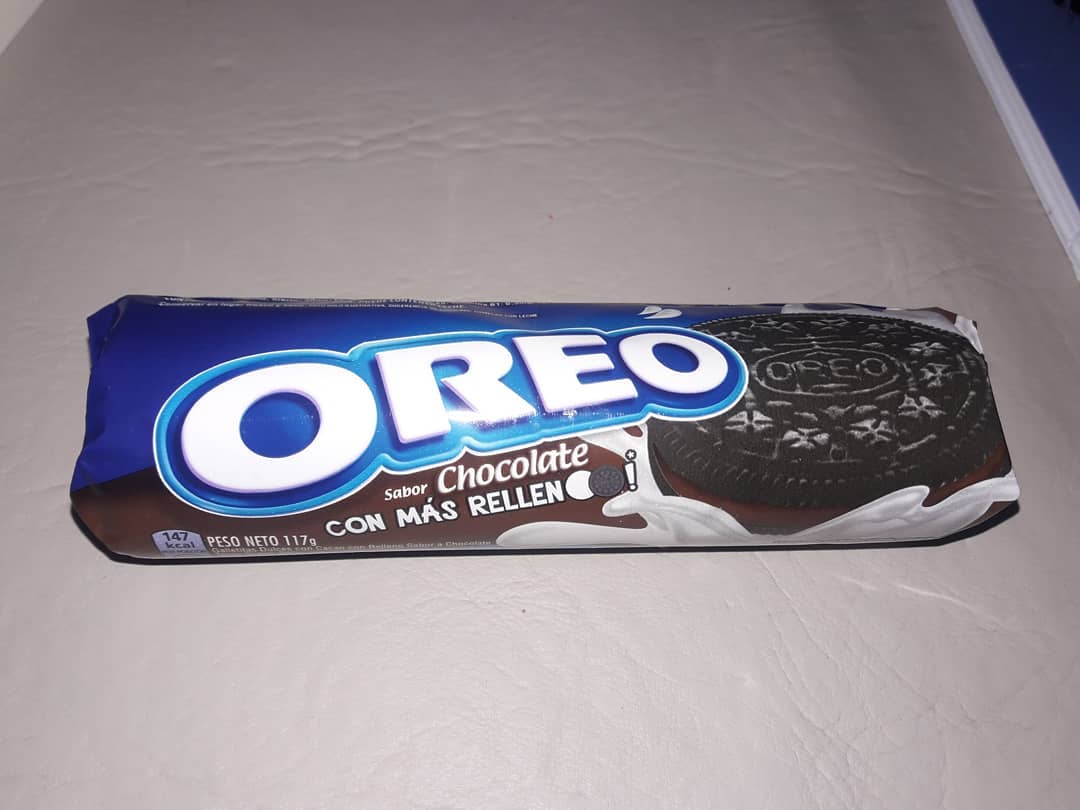 OREO
OREO
Sabor Chocolate
CON MÁS RELLENO!
147
kcal
PESO NETO 117g
Galletitas Dulces con Cacao con Relleno Sabor a Chocolate